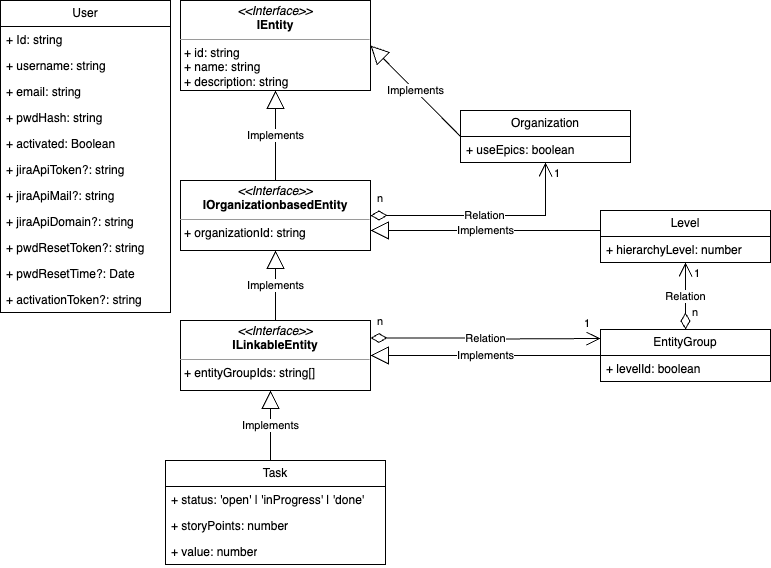 User
+ Id: string
+ username: string
+ email: string
+ pwdHash: string
+ activated: Boolean
+ jiraApiToken?: string
+ jiraApiMail?: string
+ jiraApiDomain?: string
+ pwdResetToken?: string
+ pwdResetTime?: Date
+ activationToken?: string
<<Interface>>
IEntity
+ id: string
+ name: string
+ description: string
Implements
Implements
Organization
+ useEpics: boolean
1
<<Interface>>
IOrganizationbasedEntity
+ organizationId: string
n
Relation
Implements
Level
+ hierarchyLevel: number
1
Relation
n
Implements
<<Interface>>
ILinkableEntity
+ entityGroupIds: string[]
n
Relation
1
Implements
EntityGroup
+ levelId: boolean
Implements
Task
+ status: 'open' | 'inProgress' | 'done'
+ storyPoints: number
+ value: number